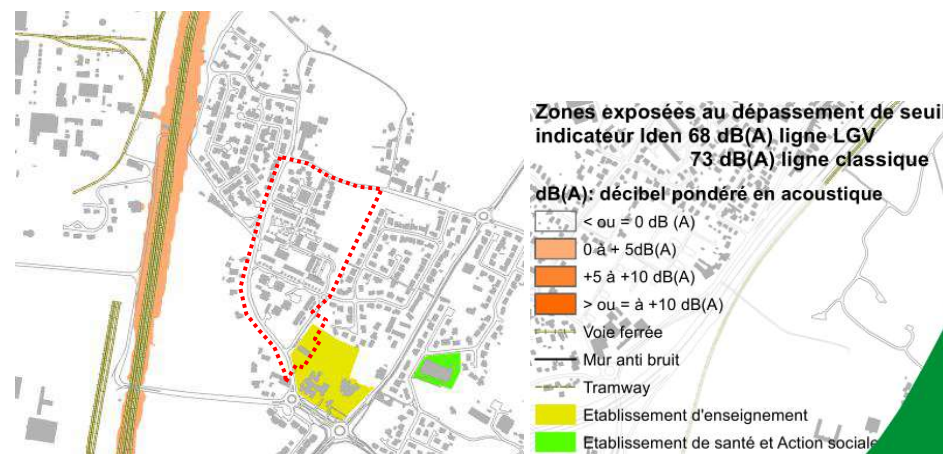 Zones exposées au dépassement de seui
indicateur lden 68 dB(A) ligne LGV
73 dB(A) ligne classique
dB(A): décibel pondéré en acoustique
< ou = 0 dB (A)
0 à + 5dB(A)
+5 à +10 dB(A)
> ou = à +10 dB(A)
Voie ferrée
Mur anti bruit
Tramway
Etablissement d'enseignement
Etablissement de santé et Action sociale